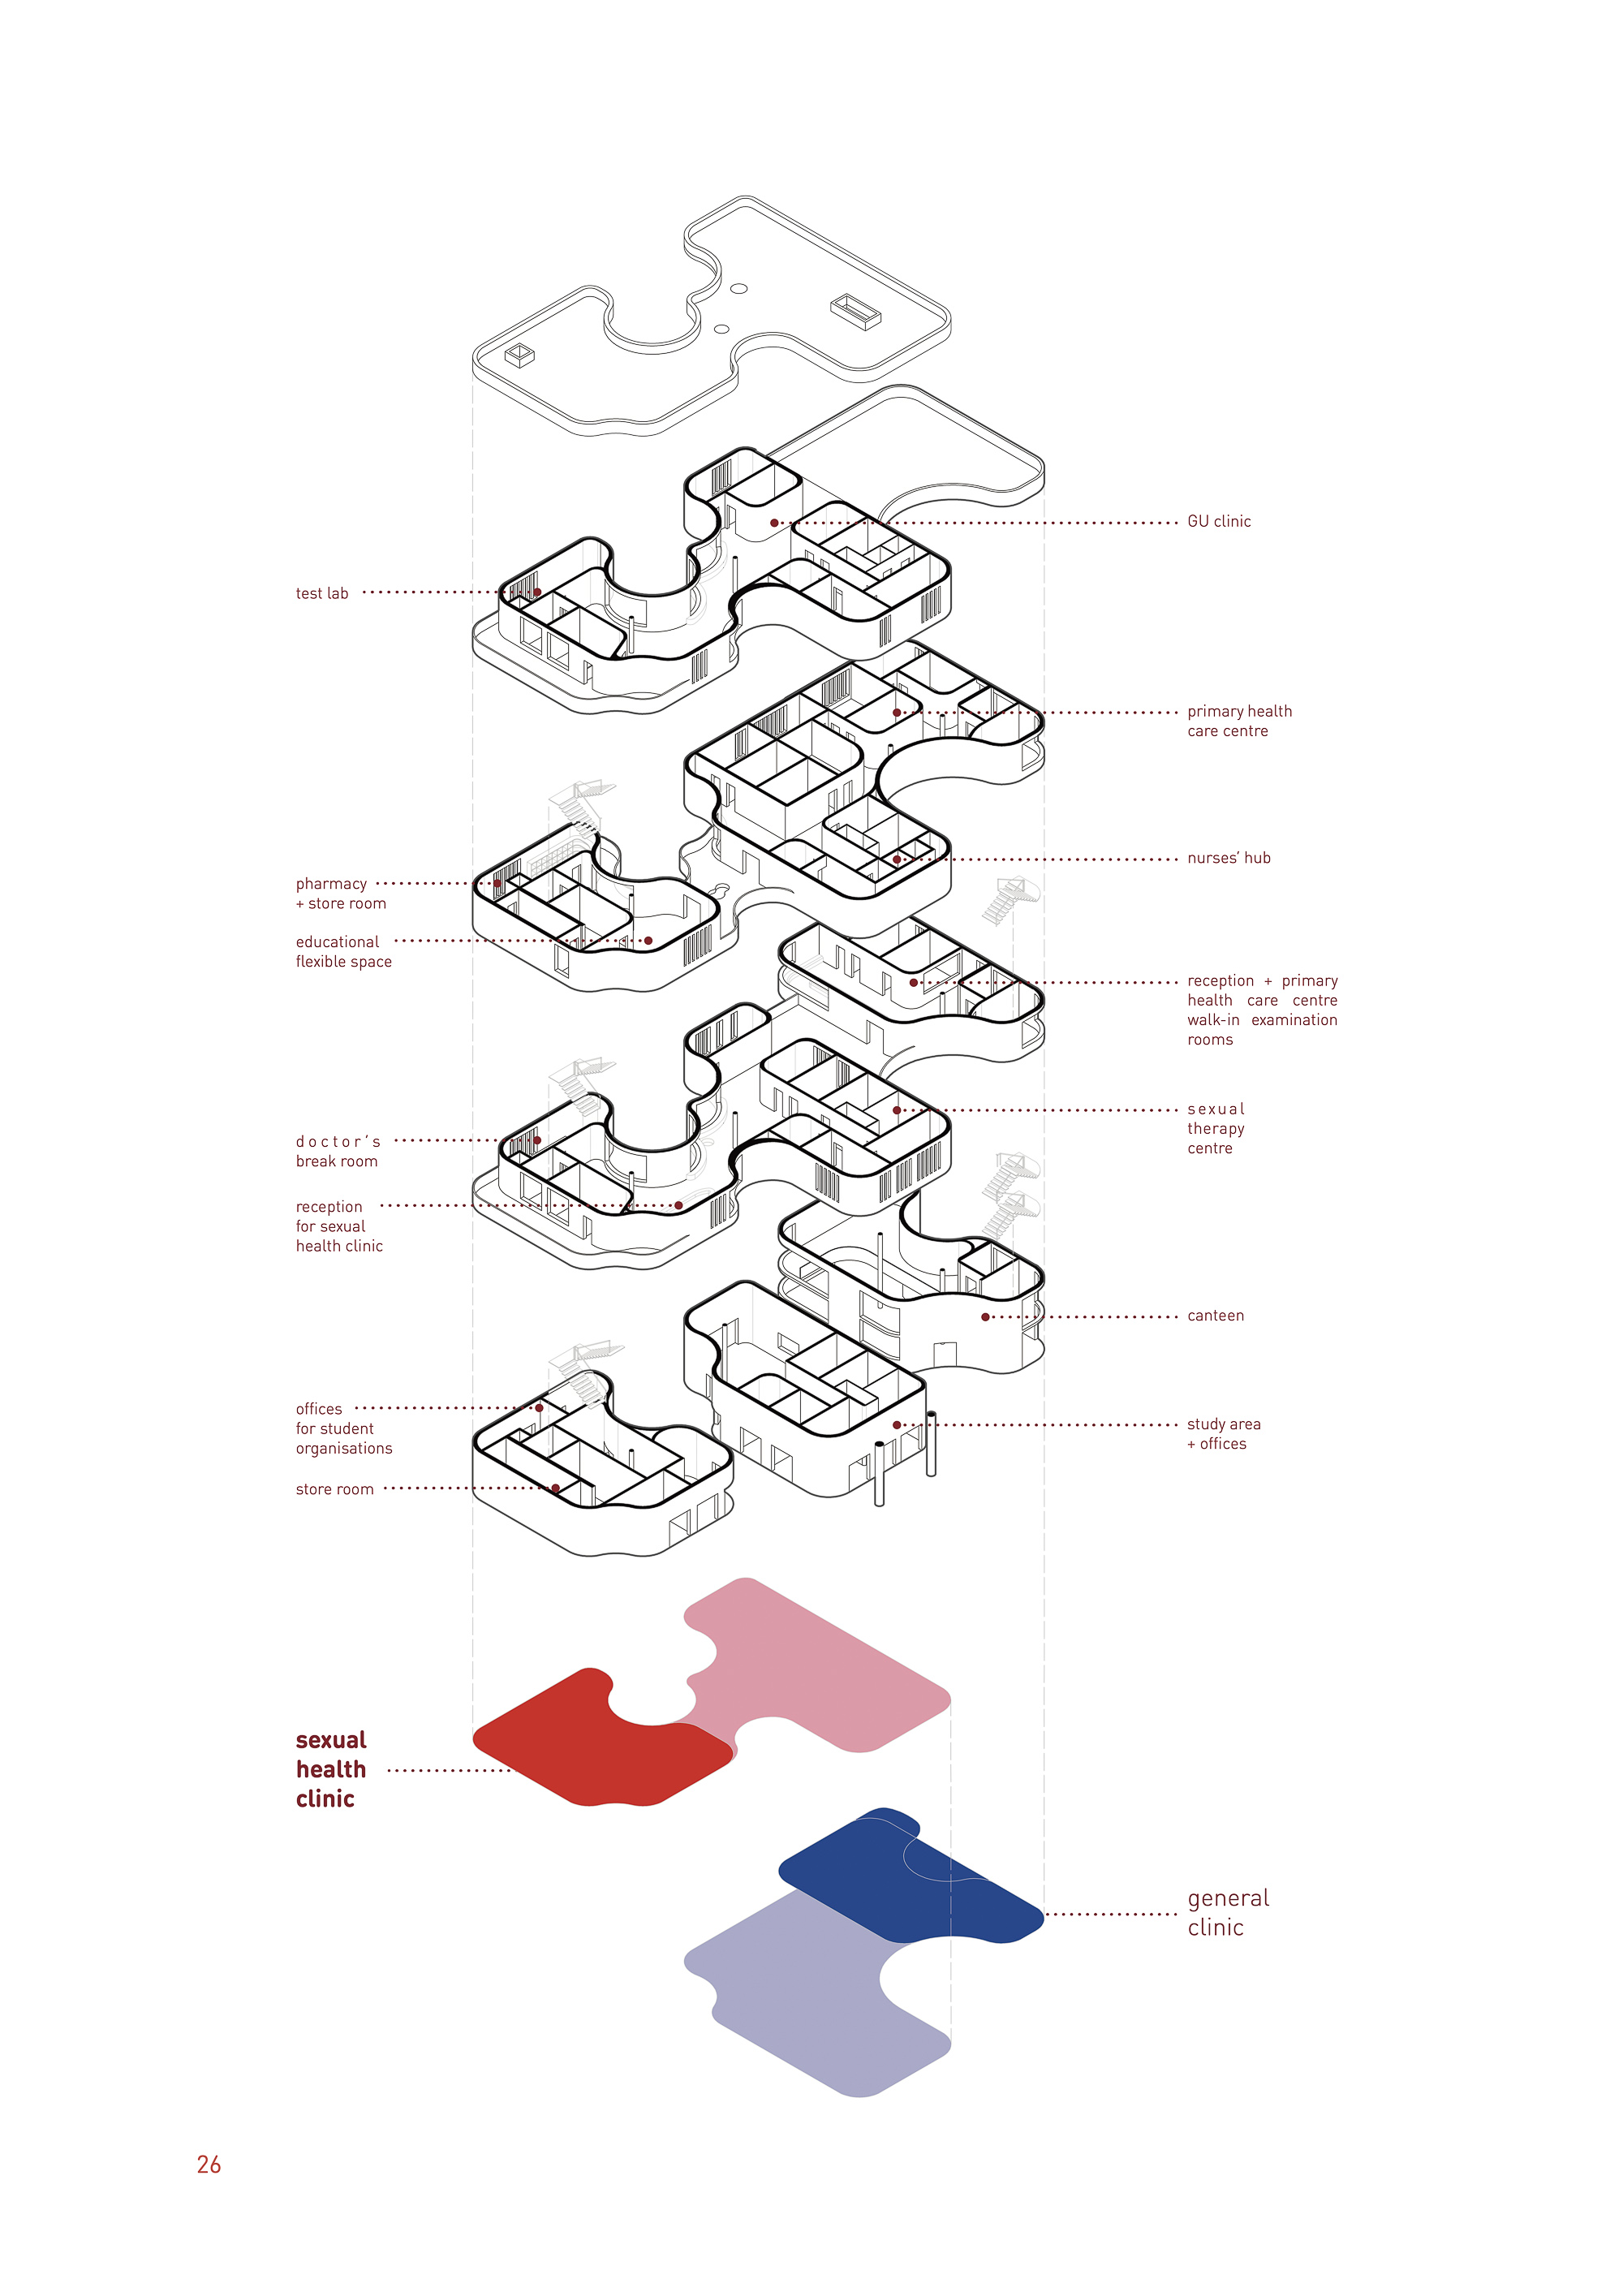 GU clinic
test lab
primary health
care centre
nurses’ hub
pharmacy
+ store room
educational
flexible space
reception + primary
health care centre
walk-in examination
rooms
sexual
therapy
centre
doctor’s
break room
reception
for sexual
health clinic
canteen
offices
for student
organisations
study area
+ offices
store room
sexual
health
clinic
general
clinic
26